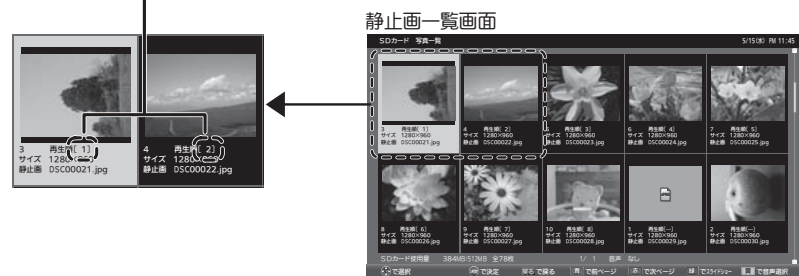 静止画一覧画面
SDカード 写真一覧
5/15(水) PM 11:45
3 再生順[ 1]
サイズ 1280×960
静止画 DSC00021.jpg
4 再生順[ 2]
サイズ 1280×960
静止画 DSC00022.jpg
5 再生順[ 3]
サイズ 1280×960
静止画 DSC00023.jpg
6 再生順[ 4]
サイズ 1280×960
静止画 DSC00024.jpg
7 再生順[ 5]
サイズ 1280×960
静止画 DSC00025.jpg
8 再生順[ 6]
サイズ 1280×960
静止画 DSC00026.jpg
9 再生順[ 7]
サイズ 1280×960
静止画 DSC00027.jpg
10 再生順[ 8]
サイズ 1280×960
静止画 DSC00028.jpg
1 再生順[--]
サイズ 1280×960
静止画 DSC00029.jpg
2 再生順[--]
サイズ 1280×960
静止画 DSC00030.jpg
SDカード使用量 384MB/512MB 全78枚 1/ 1 音声 なし
で選択 で決定 戻る で戻る 青 で前ページ 赤 で次ページ 緑 でスライドショー で音声選択
3 再生順[ 1]
サイズ 1280
静止画 DSC00021.jpg
4 再生順[ 2]
サイズ 1280
静止画 DSC00022.jpg